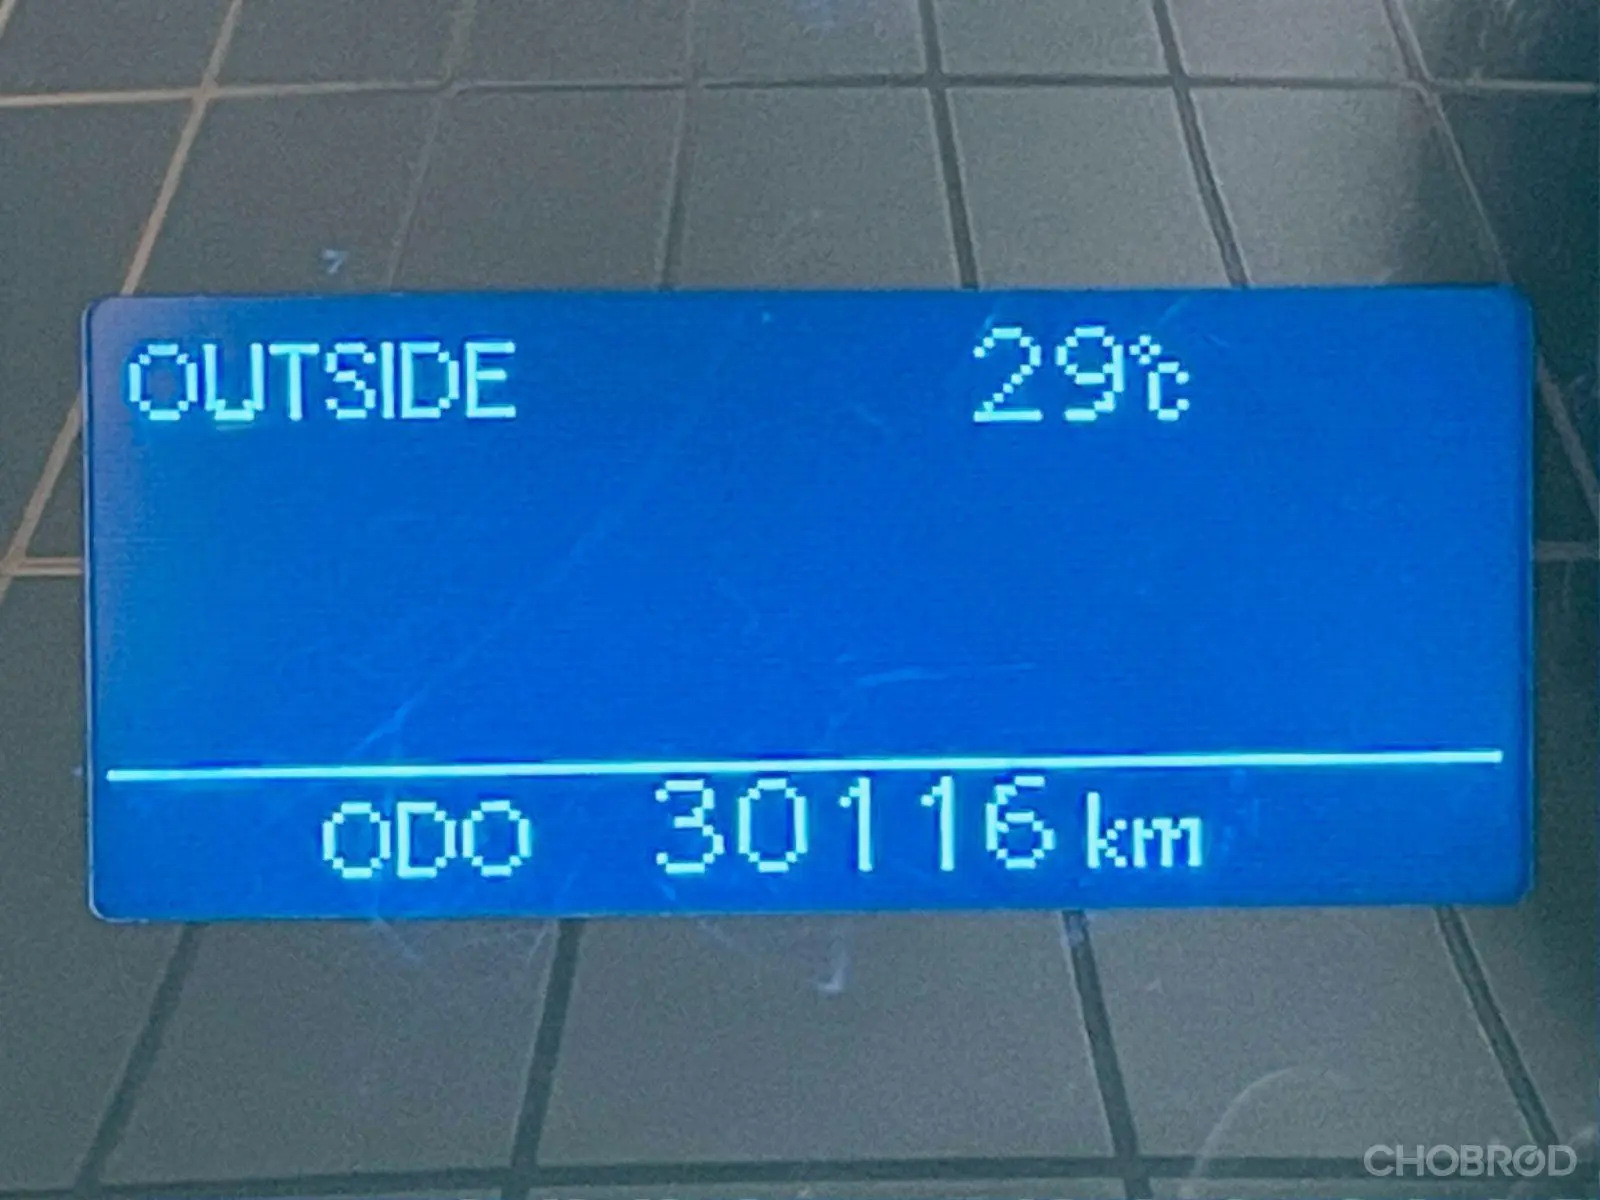 OUTSIDE 29°C
ODO 30116 km
CHOBROD